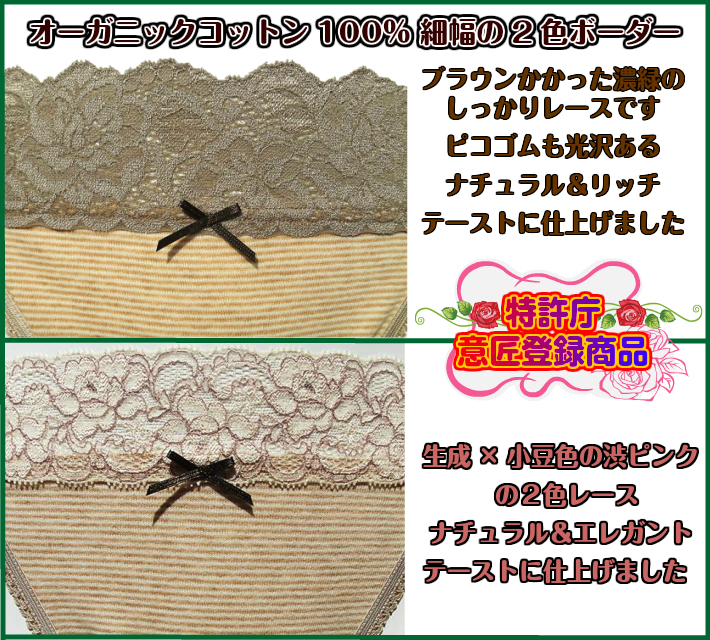 オーガニックコットン100%細幅の2色ボーダー
ブラウンかかった濃緑の
しっかりレースです
ピコゴムも光沢ある
ナチュラル&リッチ
テーストに仕上げました
特許庁
意匠登録商品
生成×小豆色の渋ピンク
の2色レース
ナチュラル&エレガント
テーストに仕上げました